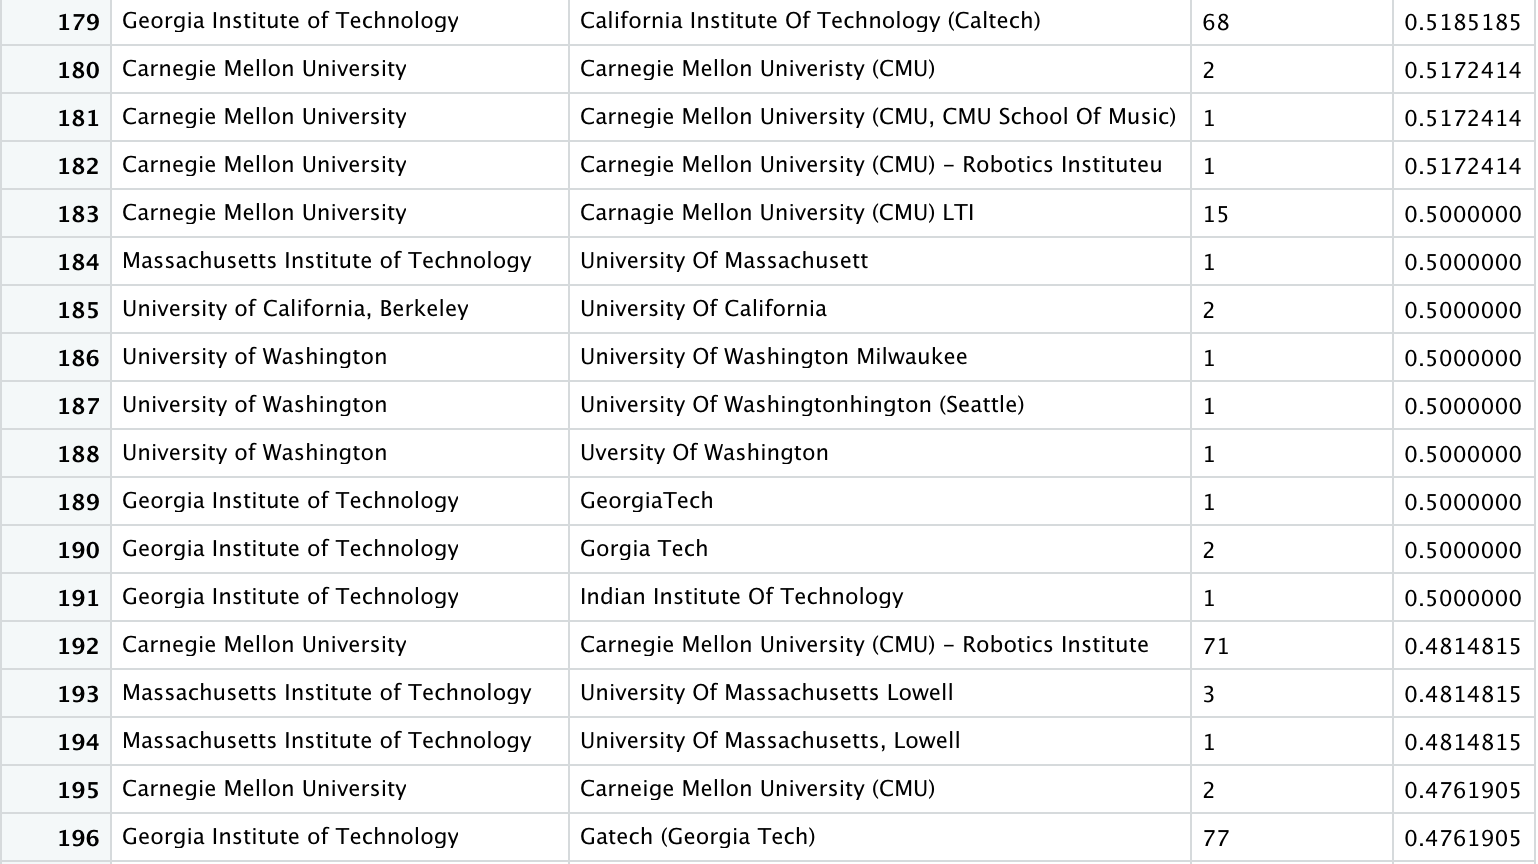 179 Georgia Institute of Technology California Institute Of Technology (Caltech) 68 0.5185185
180 Carnegie Mellon University Carnegie Mellon Univeristy (CMU) 2 0.5172414
181 Carnegie Mellon University Carnegie Mellon University (CMU, CMU School Of Music) 1 0.5172414
182 Carnegie Mellon University Carnegie Mellon University (CMU) – Robotics Instituteu 1 0.5172414
183 Carnegie Mellon University Carnagie Mellon University (CMU) LTI 15 0.5000000
184 Massachusetts Institute of Technology University Of Massachusett 1 0.5000000
185 University of California, Berkeley University Of California 2 0.5000000
186 University of Washington University Of Washington Milwaukee 1 0.5000000
187 University of Washington University Of Washingtonhington (Seattle) 1 0.5000000
188 University of Washington Uversity Of Washington 1 0.5000000
189 Georgia Institute of Technology GeorgiaTech 1 0.5000000
190 Georgia Institute of Technology Gorgia Tech 2 0.5000000
191 Georgia Institute of Technology Indian Institute Of Technology 1 0.5000000
192 Carnegie Mellon University Carnegie Mellon University (CMU) – Robotics Institute 71 0.4814815
193 Massachusetts Institute of Technology University Of Massachusetts Lowell 3 0.4814815
194 Massachusetts Institute of Technology University Of Massachusetts, Lowell 1 0.4814815
195 Carnegie Mellon University Carneige Mellon University (CMU) 2 0.4761905
196 Georgia Institute of Technology Gatech (Georgia Tech) 77 0.4761905